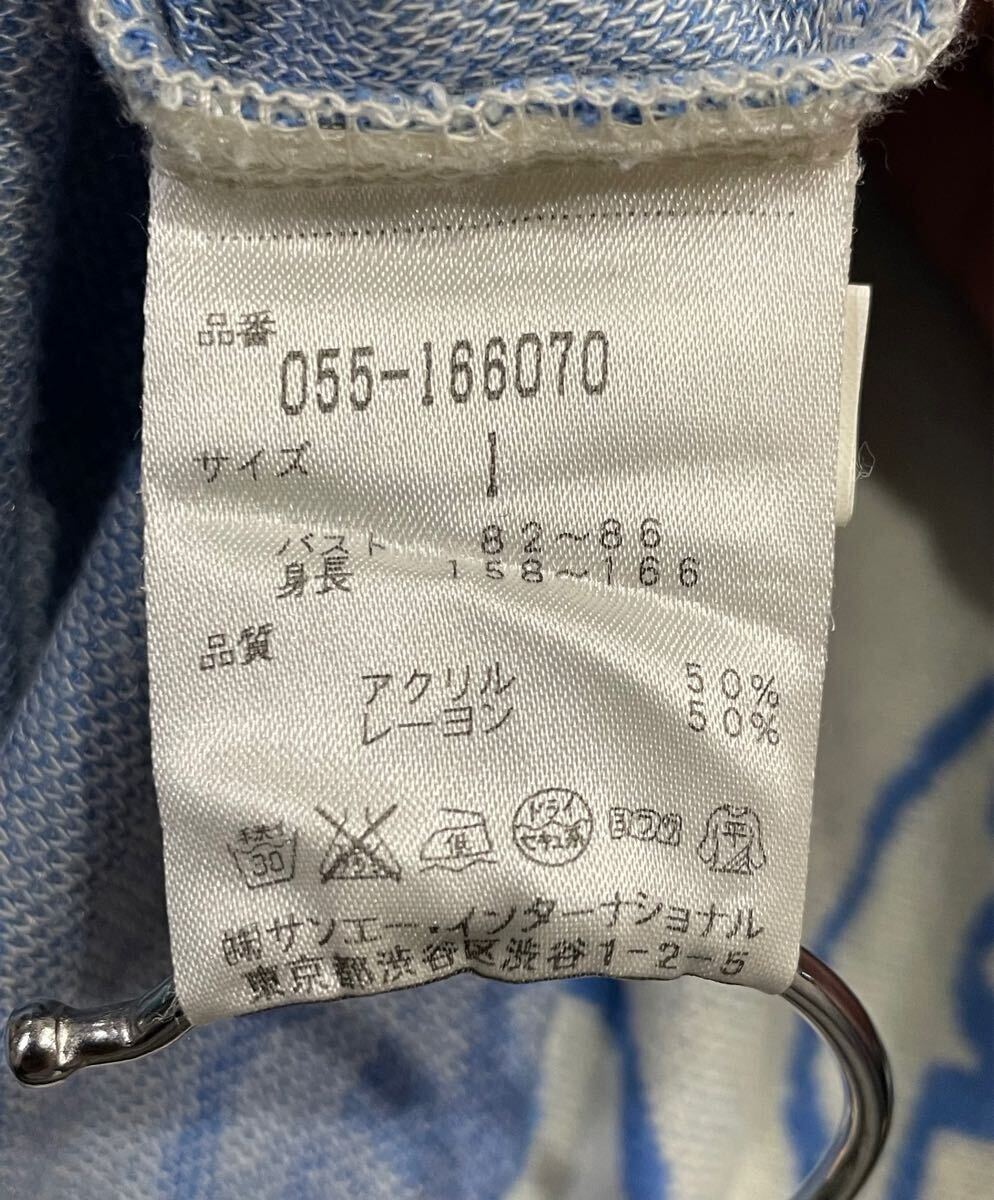 品番
055-166070
サイズ 1
バスト 82~86
身長 158~166
品質
アクリル 50%
レーヨン 50%
30 低 ドライ セキユ系 平
㈱サンエー・インターナショナル
東京都渋谷区渋谷1-2-5